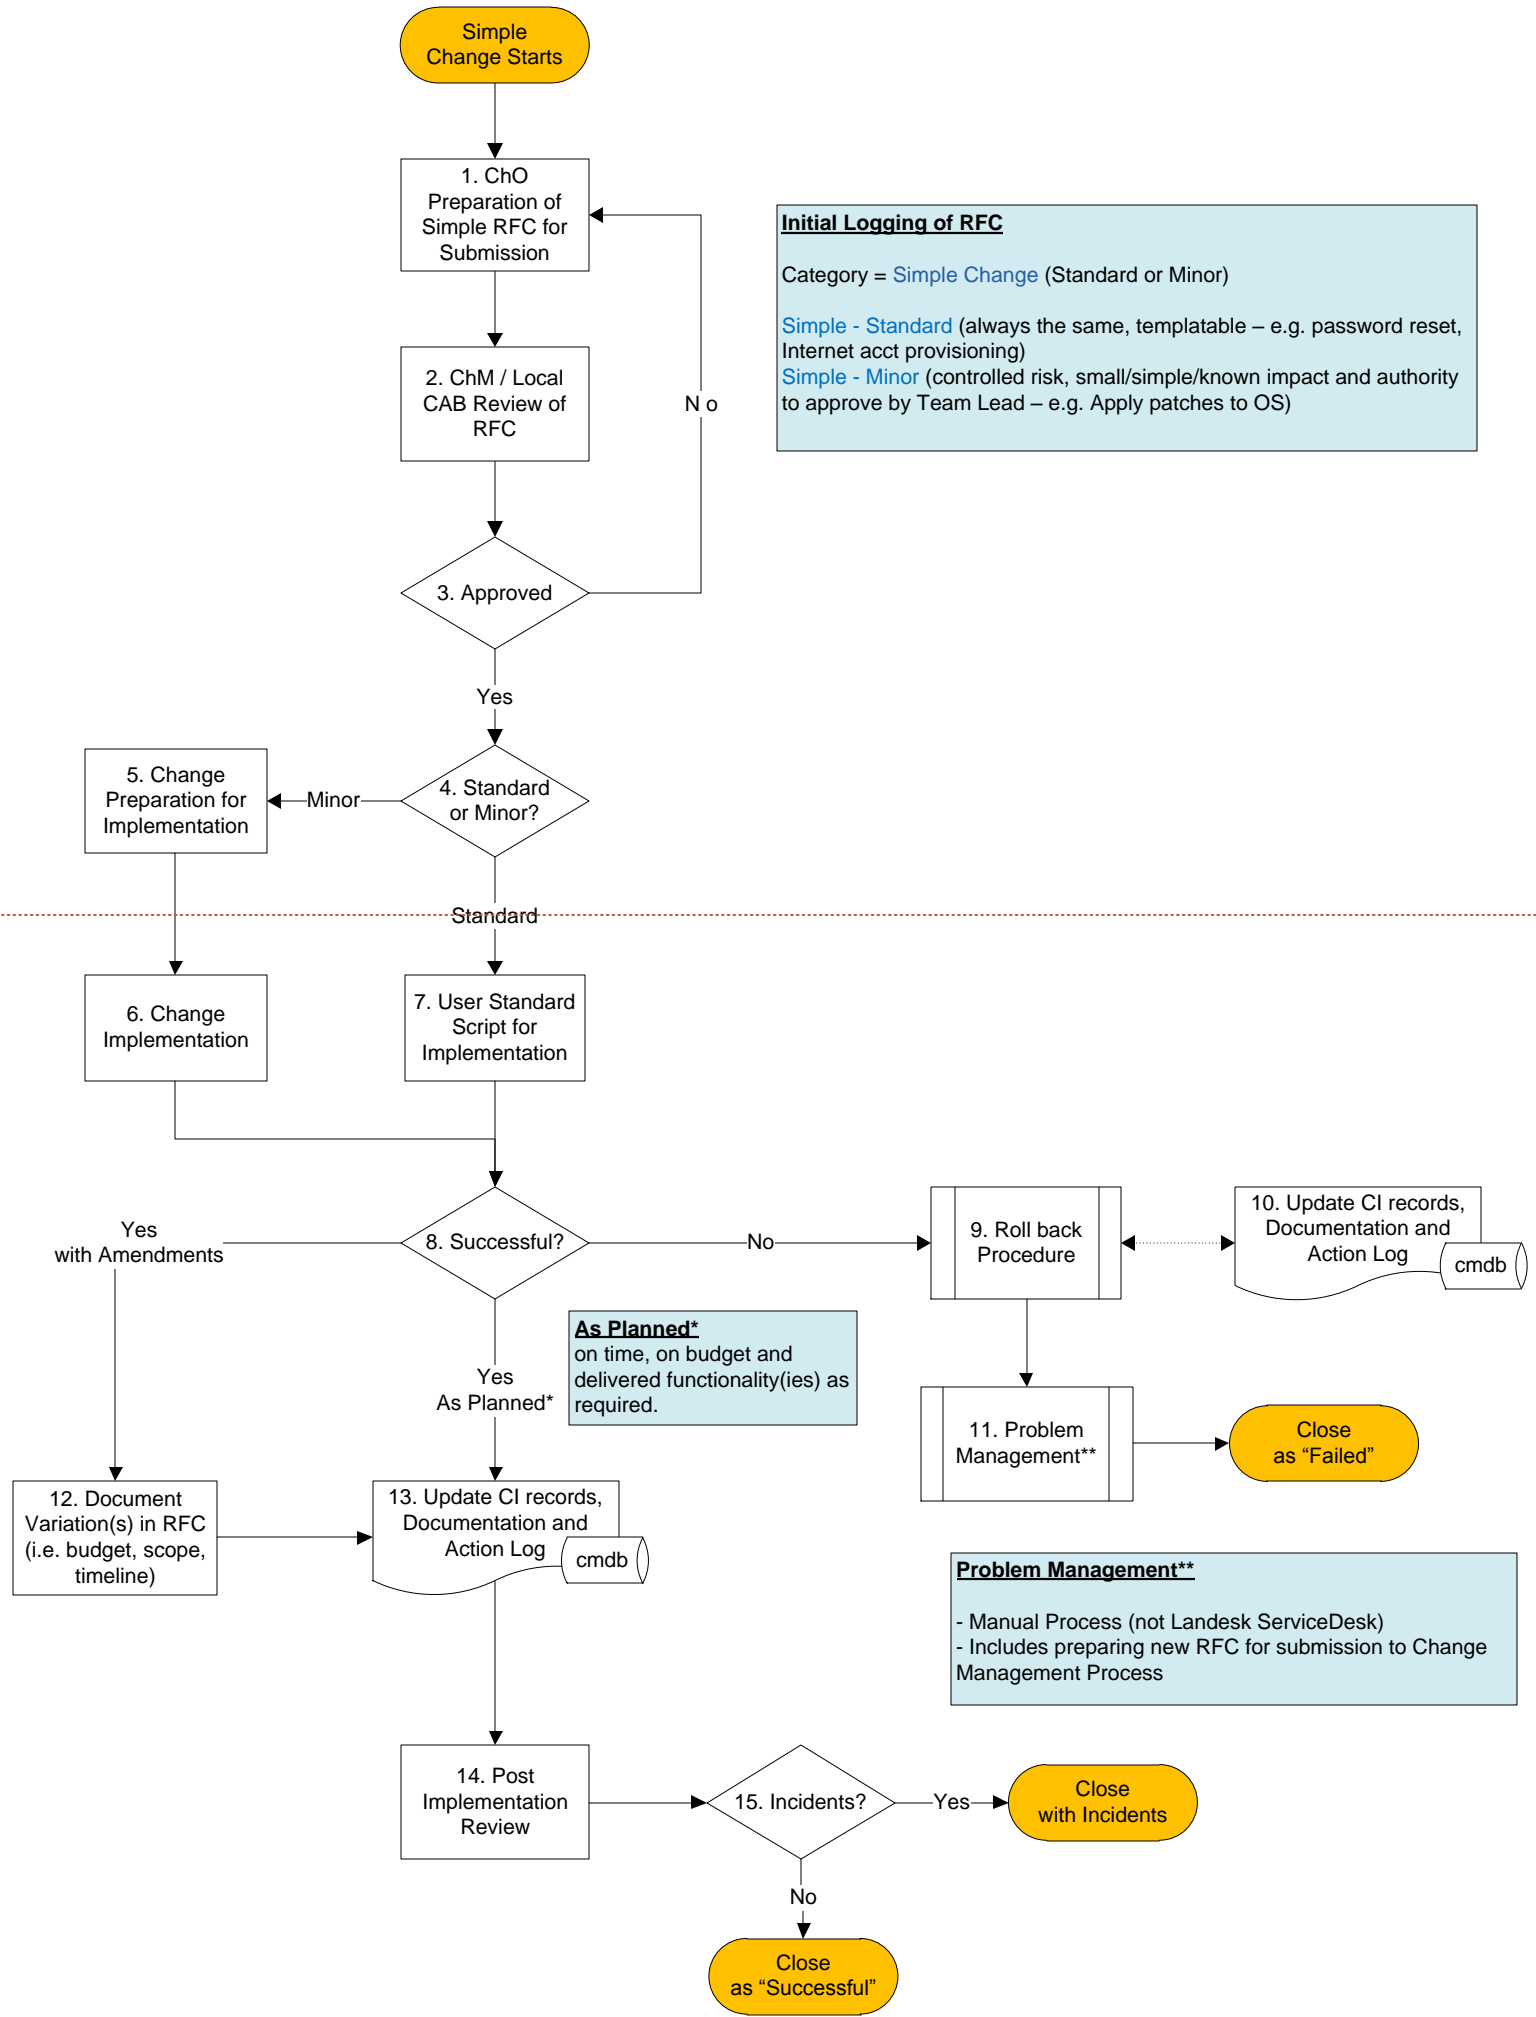 Simple
Change Starts
1. ChO
Preparation of
Simple RFC for
Submission
Initial Logging of RFC
Category = Simple Change (Standard or Minor)
Simple - Standard (always the same, templatable – e.g. password reset,
Internet acct provisioning)
Simple - Minor (controlled risk, small/simple/known impact and authority
to approve by Team Lead – e.g. Apply patches to OS)
2. ChM / Local
CAB Review of
RFC
N o
3. Approved
Yes
4. Standard
or Minor?
Minor
5. Change
Preparation for
Implementation
Standard
6. Change
Implementation
7. User Standard
Script for
Implementation
8. Successful?
Yes
with Amendments
No
9. Roll back
Procedure
10. Update CI records,
Documentation and
Action Log
cmdb
As Planned*
on time, on budget and
delivered functionality(ies) as
required.
Yes
As Planned*
11. Problem
Management**
Close
as “Failed”
12. Document
Variation(s) in RFC
(i.e. budget, scope,
timeline)
13. Update CI records,
Documentation and
Action Log
cmdb
Problem Management**
- Manual Process (not Landesk ServiceDesk)
- Includes preparing new RFC for submission to Change
Management Process
14. Post
Implementation
Review
15. Incidents?
Yes
Close
with Incidents
No
Close
as “Successful”